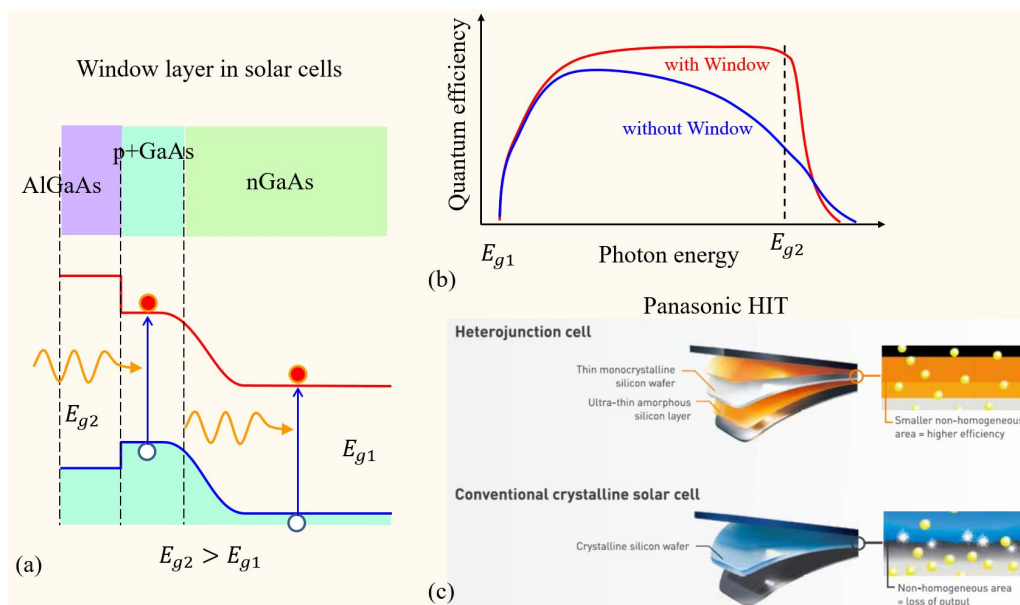 Window layer in solar cells
AlGaAs
p+GaAs
nGaAs
E_{g2}
E_{g1}
E_{g2} > E_{g1}
(a)
Quantum efficiency
with Window
without Window
E_{g1}
Photon energy
E_{g2}
(b)
Panasonic HIT
Heterojunction cell
Thin monocrystalline
silicon wafer
Ultra-thin amorphous
silicon layer
Smaller non-homogeneous
area = higher efficiency
Conventional crystalline solar cell
Crystalline silicon wafer
Non-homogeneous area
= loss of output
(c)